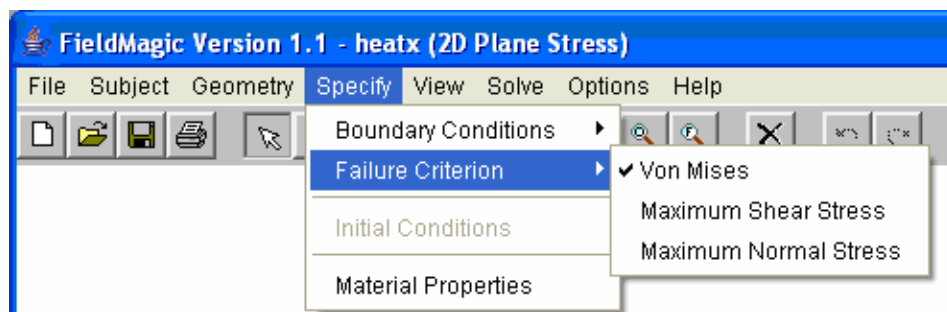 FieldMagic Version 1.1 - heatx (2D Plane Stress)
File Subject Geometry Specify View Solve Options Help
Boundary Conditions
Failure Criterion
Von Mises
Maximum Shear Stress
Initial Conditions
Maximum Normal Stress
Material Properties